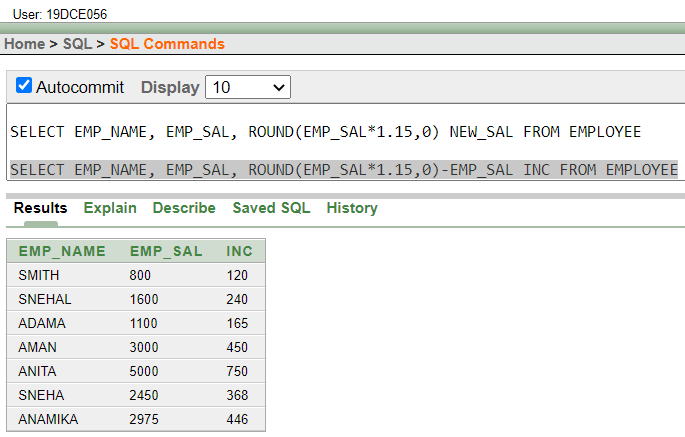 User: 19DCE056
Home > SQL > SQL Commands
Autocommit Display 10
SELECT EMP_NAME, EMP_SAL, ROUND(EMP_SAL*1.15,0) NEW_SAL FROM EMPLOYEE
SELECT EMP_NAME, EMP_SAL, ROUND(EMP_SAL*1.15,0)-EMP_SAL INC FROM EMPLOYEE
Results Explain Describe Saved SQL History
EMP_NAME EMP_SAL INC
SMITH 800 120
SNEHAL 1600 240
ADAMA 1100 165
AMAN 3000 450
ANITA 5000 750
SNEHA 2450 368
ANAMIKA 2975 446